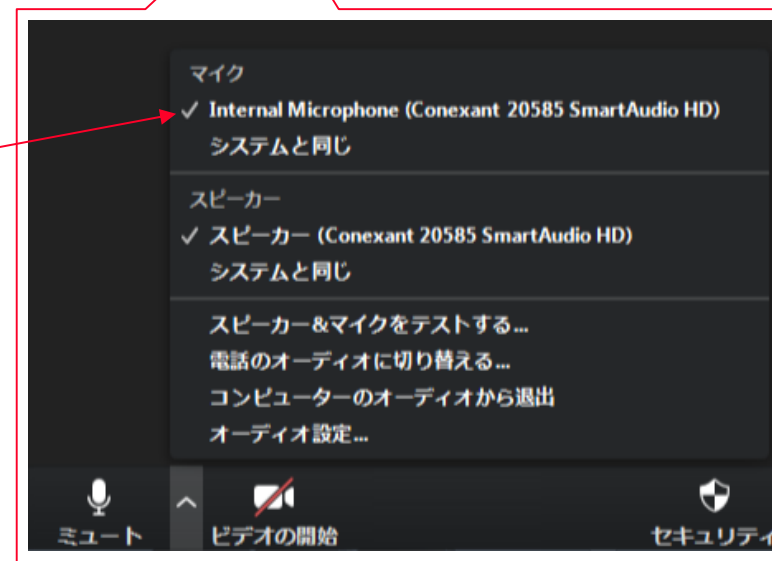 マイク
Internal Microphone (Conexant 20585 SmartAudio HD)
システムと同じ
スピーカー
スピーカー (Conexant 20585 SmartAudio HD)
システムと同じ
スピーカー&マイクをテストする...
電話のオーディオに切り替える...
コンピューターのオーディオから退出
オーディオ設定...
ミュート ビデオの開始 セキュリティ